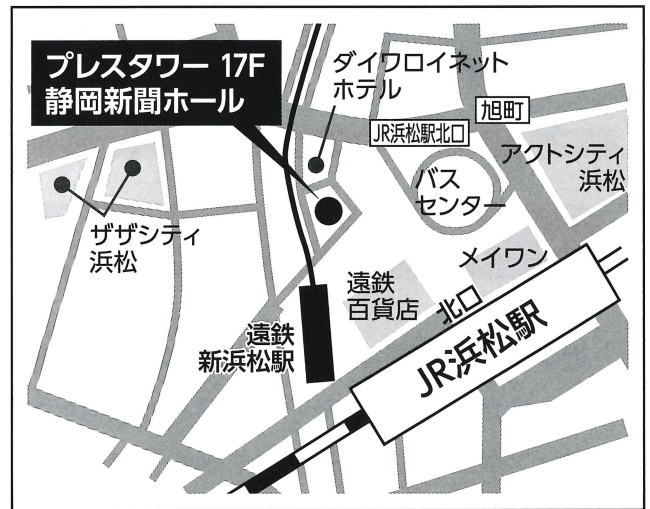 プレスタワー 17F
静岡新聞ホール
ダイワロイネット
ホテル
旭町
JR浜松駅北口
アクトシティ
浜松
バス
センター
ザザシティ
浜松
メイワン
遠鉄
百貨店
北口
遠鉄
新浜松駅
JR浜松駅